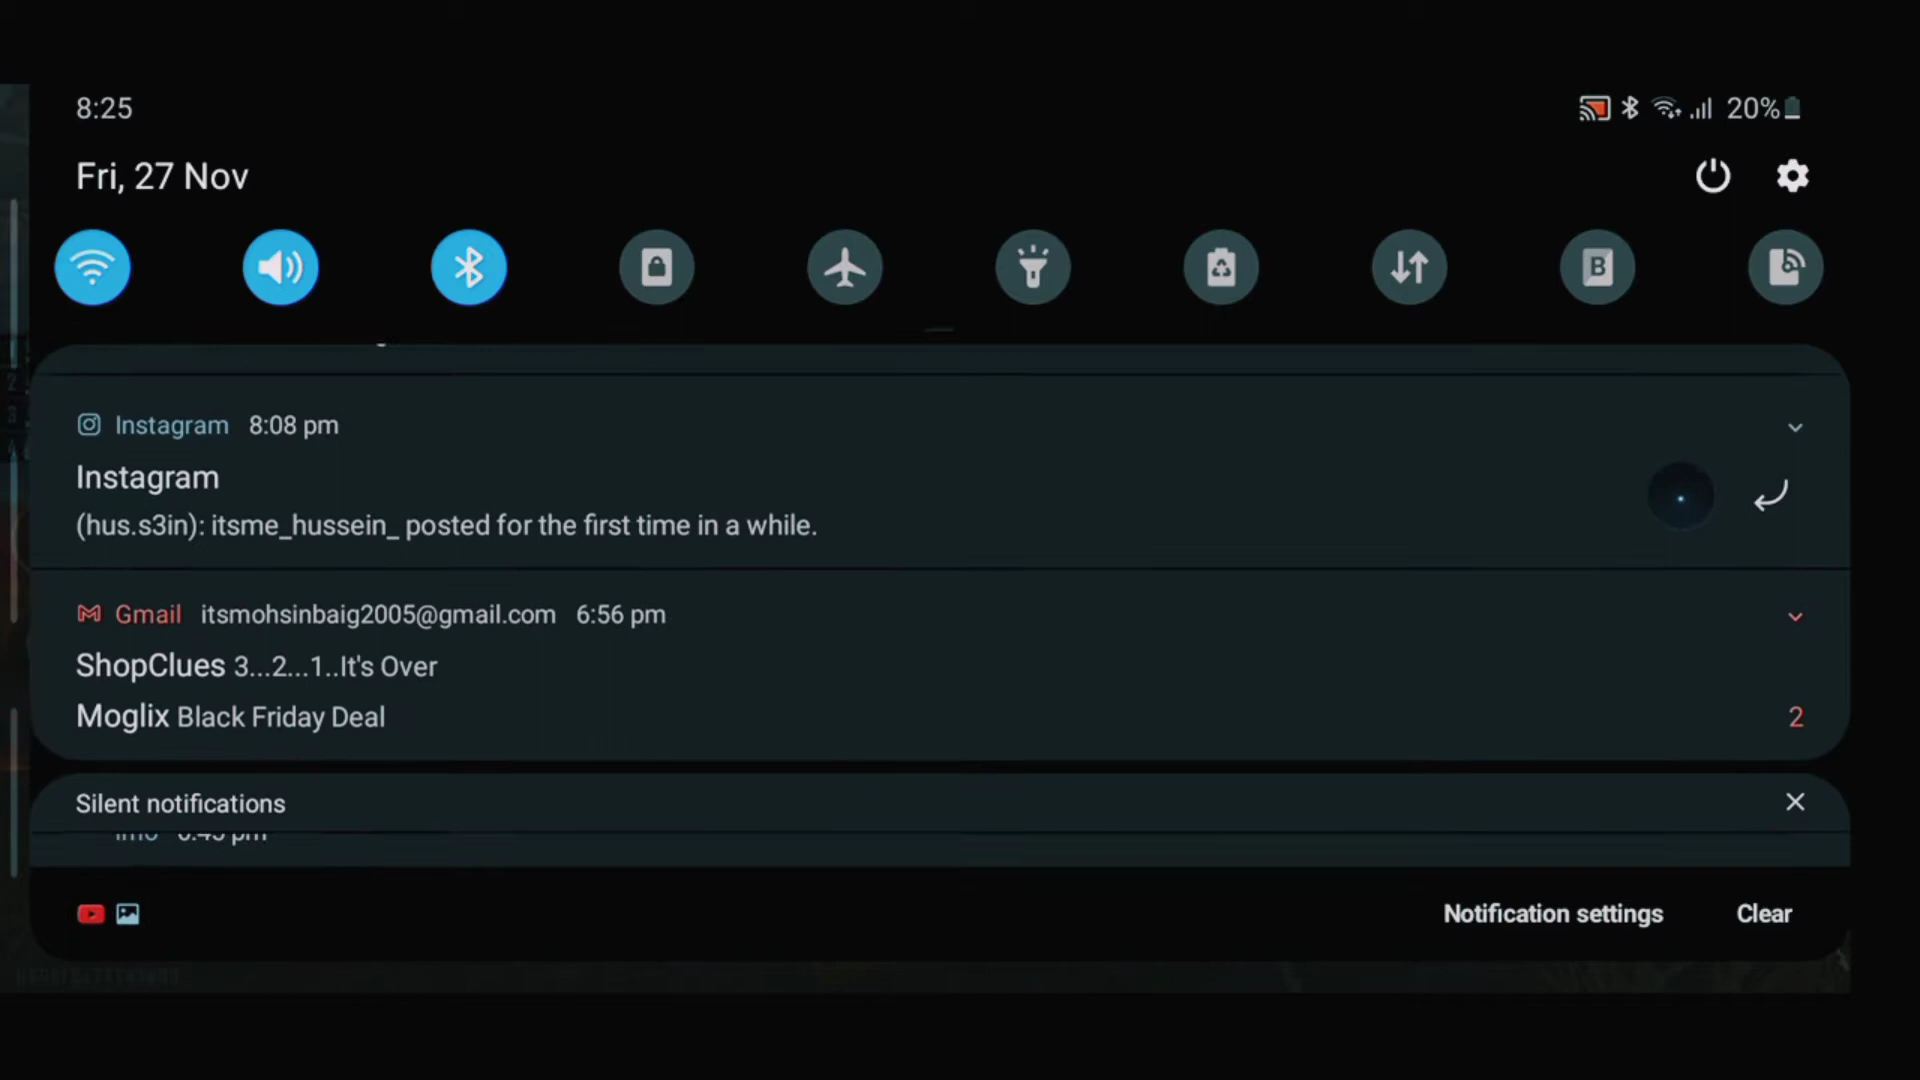 8:25
20%
Fri, 27 Nov
B
Instagram 8:08 pm
Instagram
(hus.s3in): itsme_hussein_ posted for the first time in a while.
Gmail itsmohsinbaig2005@gmail.com 6:56 pm
ShopClues 3...2...1..It's Over
Moglix Black Friday Deal
2
Silent notifications
Notification settings
Clear